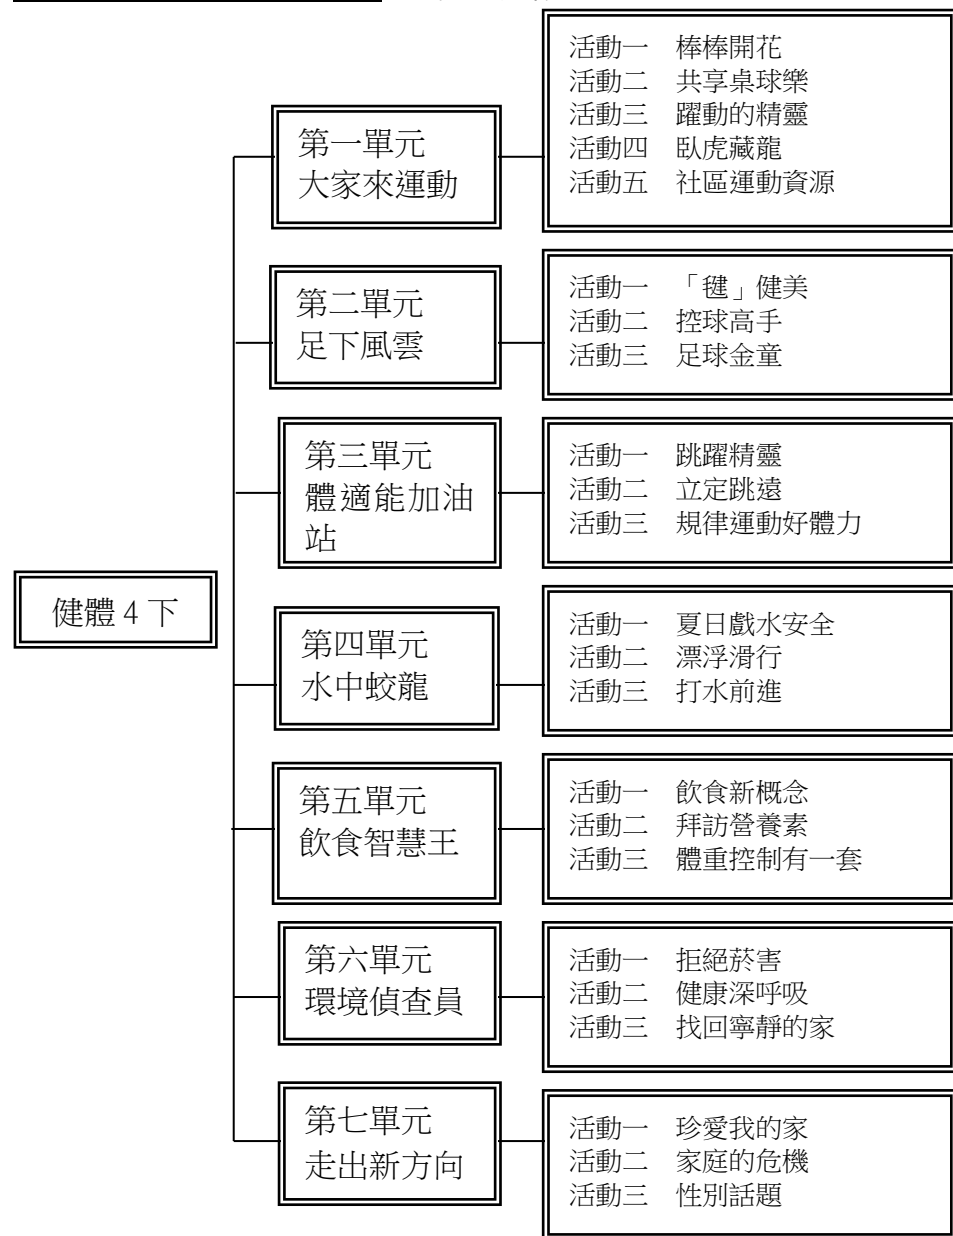 活動一　棒棒開花
活動二　共享桌球樂
活動三　躍動的精靈
活動四　臥虎藏龍
活動五　社區運動資源
第一單元
大家來運動
活動一　「毽」健美
活動二　控球高手
活動三　足球金童
第二單元
足下風雲
活動一　跳躍精靈
活動二　立定跳遠
活動三　規律運動好體力
第三單元
體適能加油
站
健體 4 下
活動一　夏日戲水安全
活動二　漂浮滑行
活動三　打水前進
第四單元
水中蛟龍
活動一　飲食新概念
活動二　拜訪營養素
活動三　體重控制有一套
第五單元
飲食智慧王
活動一　拒絕菸害
活動二　健康深呼吸
活動三　找回寧靜的家
第六單元
環境偵查員
活動一　珍愛我的家
活動二　家庭的危機
活動三　性別話題
第七單元
走出新方向